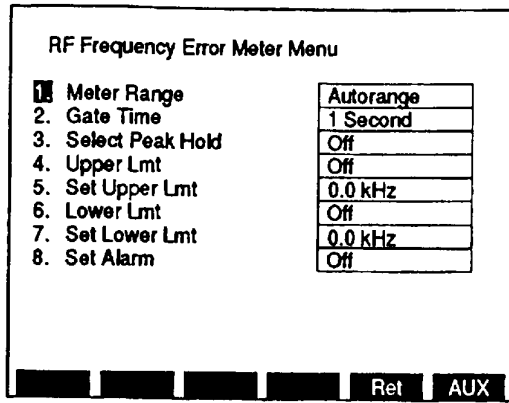 RF Frequency Error Meter Menu
1. Meter Range Autorange
2. Gate Time 1 Second
3. Select Peak Hold Off
4. Upper Lmt Off
5. Set Upper Lmt 0.0 kHz
6. Lower Lmt Off
7. Set Lower Lmt 0.0 kHz
8. Set Alarm Off
Ret AUX